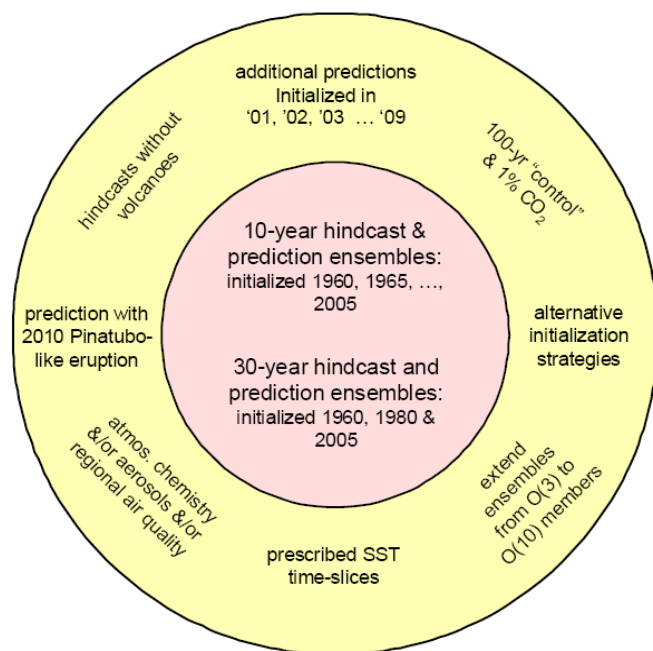 additional predictions
Initialized in
‘01, ’02, ’03 … ‘09
hindcasts without
volcanoes
100-yr “control”
& 1% CO₂
10-year hindcast &
prediction ensembles:
initialized 1960, 1965, …,
2005
prediction with
2010 Pinatubo-
like eruption
alternative
initialization
strategies
30-year hindcast and
prediction ensembles:
initialized 1960, 1980 &
2005
atmos. chemistry
&/or aerosols &/or
regional air quality
extend
ensembles
from O(3) to
O(10) members
prescribed SST
time-slices